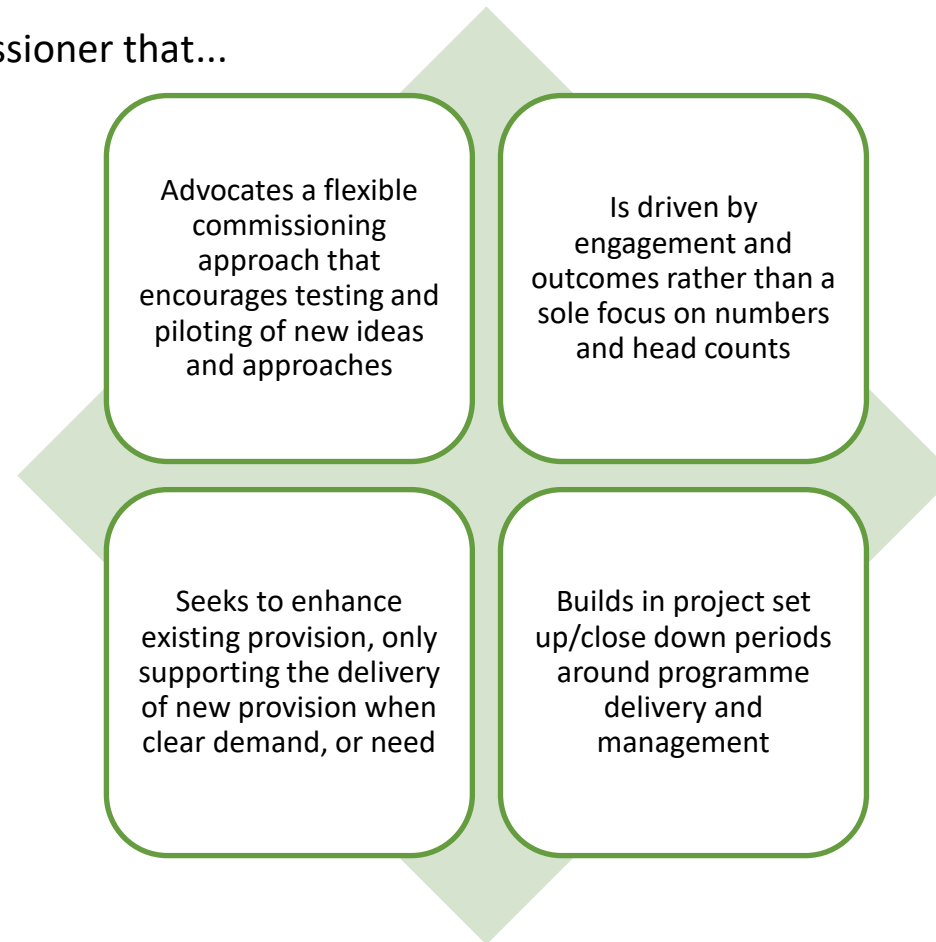 ssioner that...
Advocates a flexible
commissioning
approach that
encourages testing and
piloting of new ideas
and approaches
Is driven by
engagement and
outcomes rather than a
sole focus on numbers
and head counts
Seeks to enhance
existing provision, only
supporting the delivery
of new provision when
clear demand, or need
Builds in project set
up/close down periods
around programme
delivery and
management